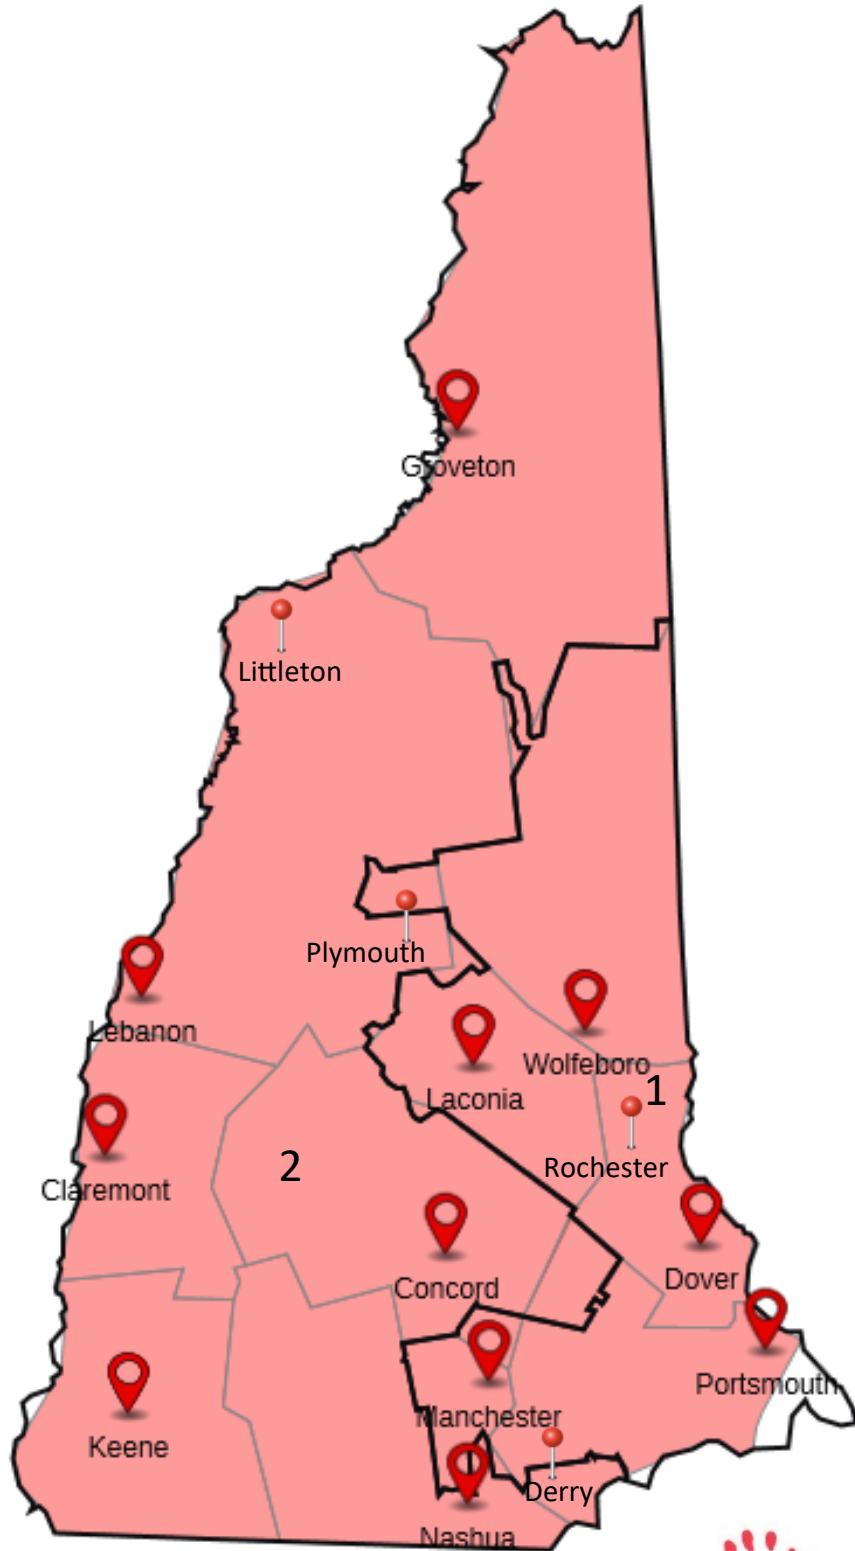 Groveton
Littleton
Plymouth
Lebanon
Wolfeboro
1
Laconia
Rochester
2
Claremont
Dover
Concord
Portsmouth
Manchester
Keene
Derry
Nashua